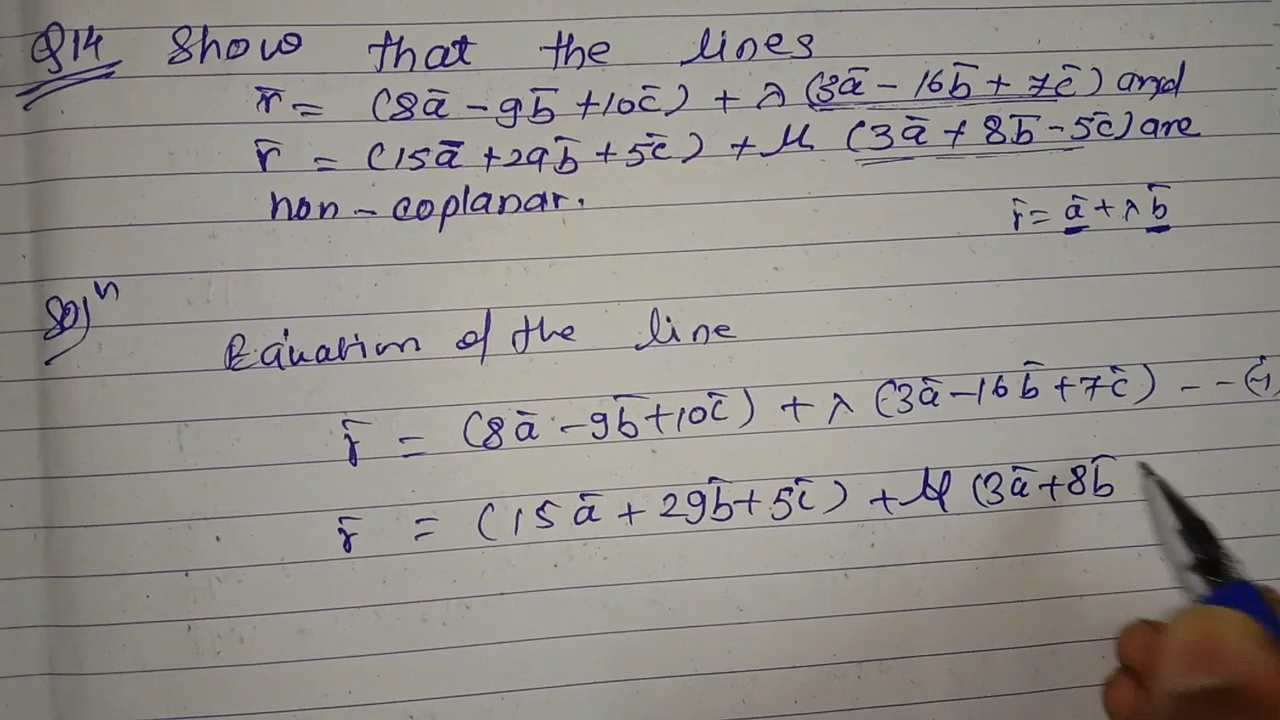 Q14 Show that the lines
r̄ = (8ā - 9b̄ + 10c̄) + λ (3ā - 16b̄ + 7c̄) and
r̄ = (15ā + 29b̄ + 5c̄) + μ (3ā + 8b̄ - 5c̄) are
non-coplanar.
r̄ = ā + λb̄
Solⁿ
Equation of the line
r̄ = (8ā - 9b̄ + 10c̄) + λ (3ā - 16b̄ + 7c̄) --(1)
r̄ = (15ā + 29b̄ + 5c̄) + μ (3ā + 8b̄